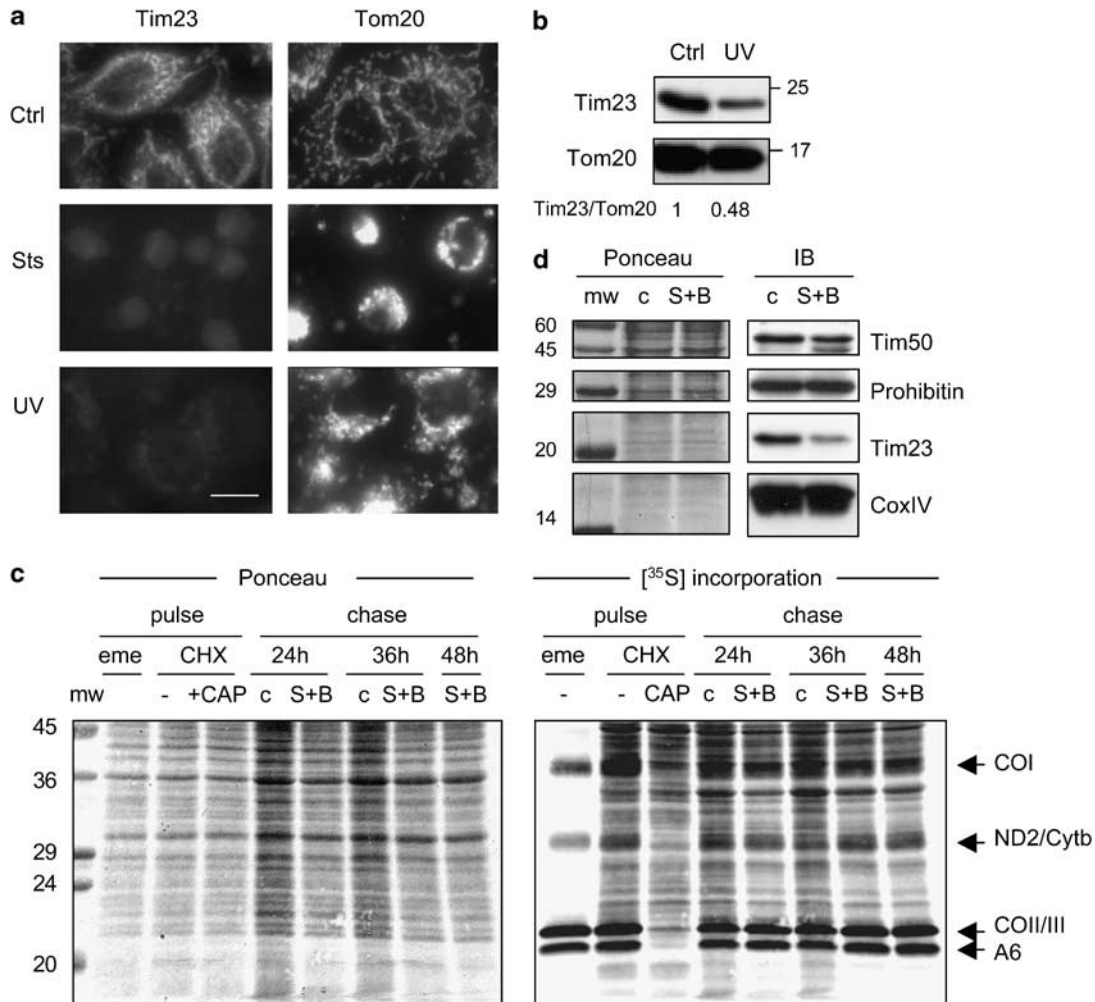 a
Tim23 Tom20
Ctrl
Sts
UV
b
Ctrl UV
Tim23 25
Tom20 17
Tim23/Tom20 1 0.48
d
Ponceau IB
mw c S+B c S+B
60
45 Tim50
29 Prohibitin
20 Tim23
14 CoxIV
c
Ponceau
pulse chase
eme CHX 24h 36h 48h
mw - +CAP c S+B c S+B S+B
45
36
29
24
20
[35S] incorporation
pulse chase
eme CHX 24h 36h 48h
- - CAP c S+B c S+B S+B
COI
ND2/Cytb
COII/III
A6